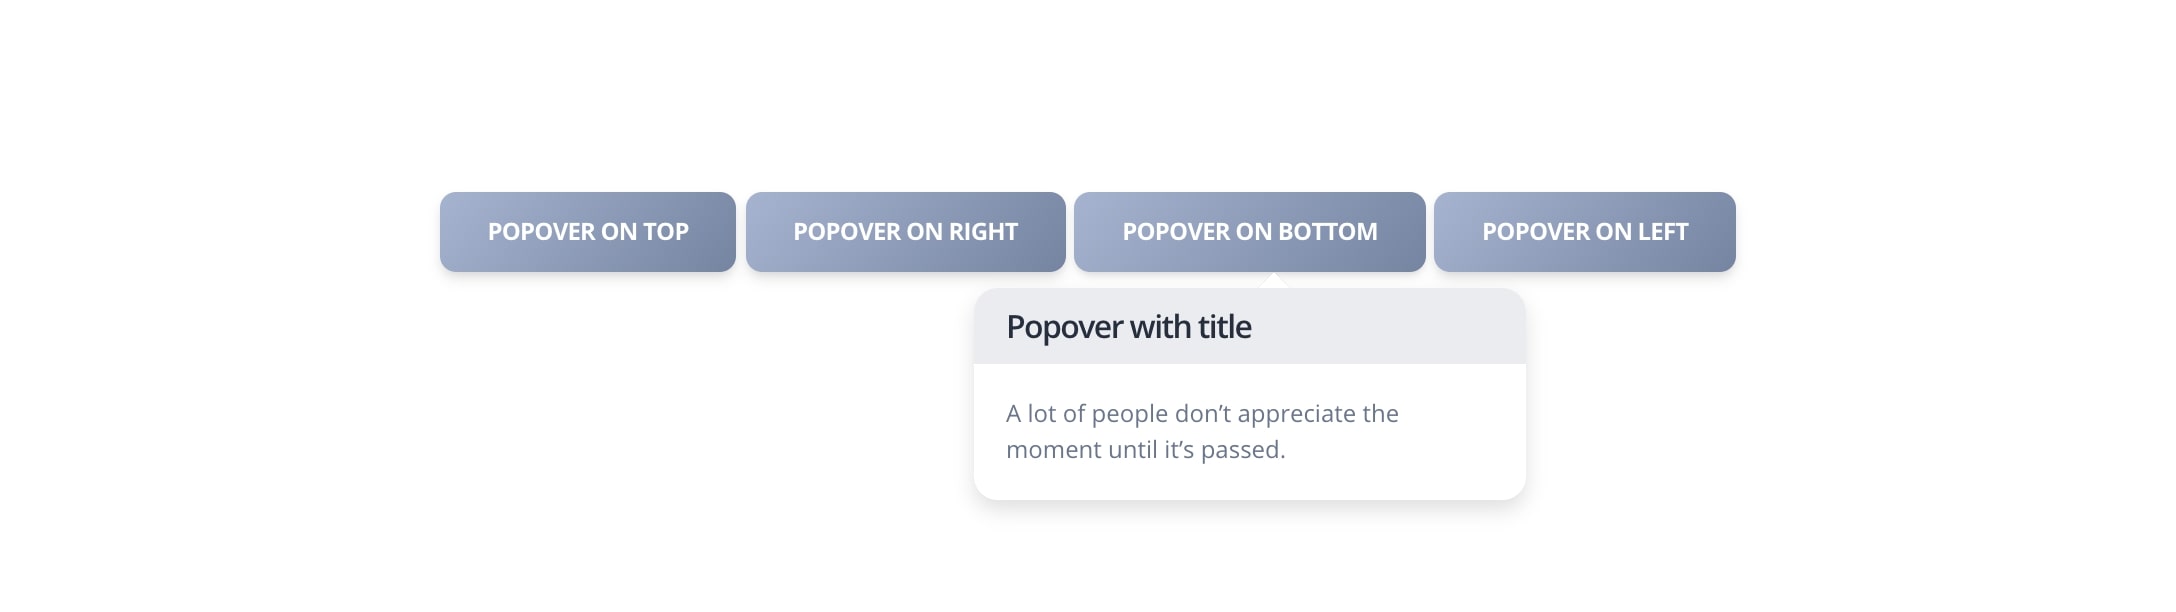 POPOVER ON TOP
POPOVER ON RIGHT
POPOVER ON BOTTOM
POPOVER ON LEFT
Popover with title
A lot of people don’t appreciate the
moment until it’s passed.